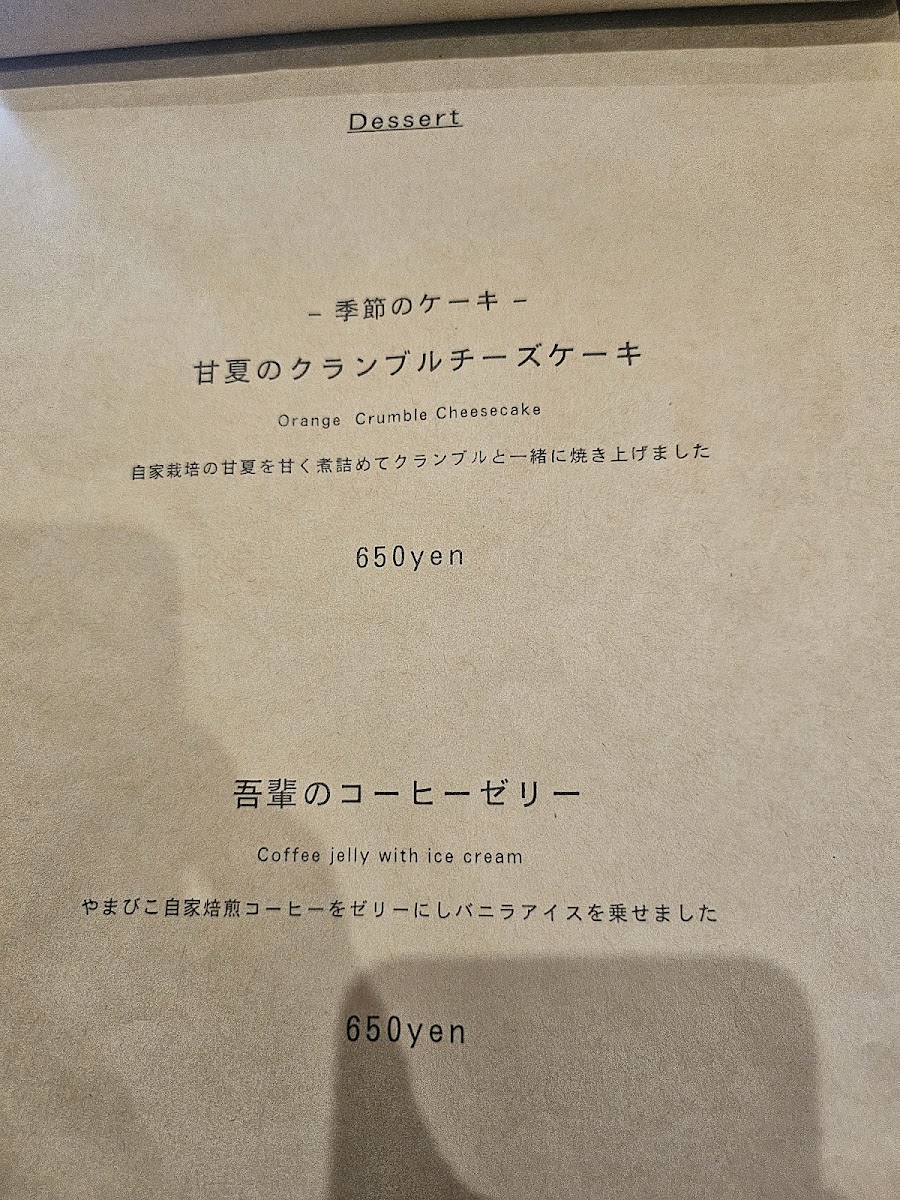 Dessert
– 季節のケーキ –
甘夏のクランブルチーズケーキ
Orange Crumble Cheesecake
自家栽培の甘夏を甘く煮詰めてクランブルと一緒に焼き上げました
650yen
吾輩のコーヒーゼリー
Coffee jelly with ice cream
やまびこ自家焙煎コーヒーをゼリーにしバニラアイスを乗せました
650yen